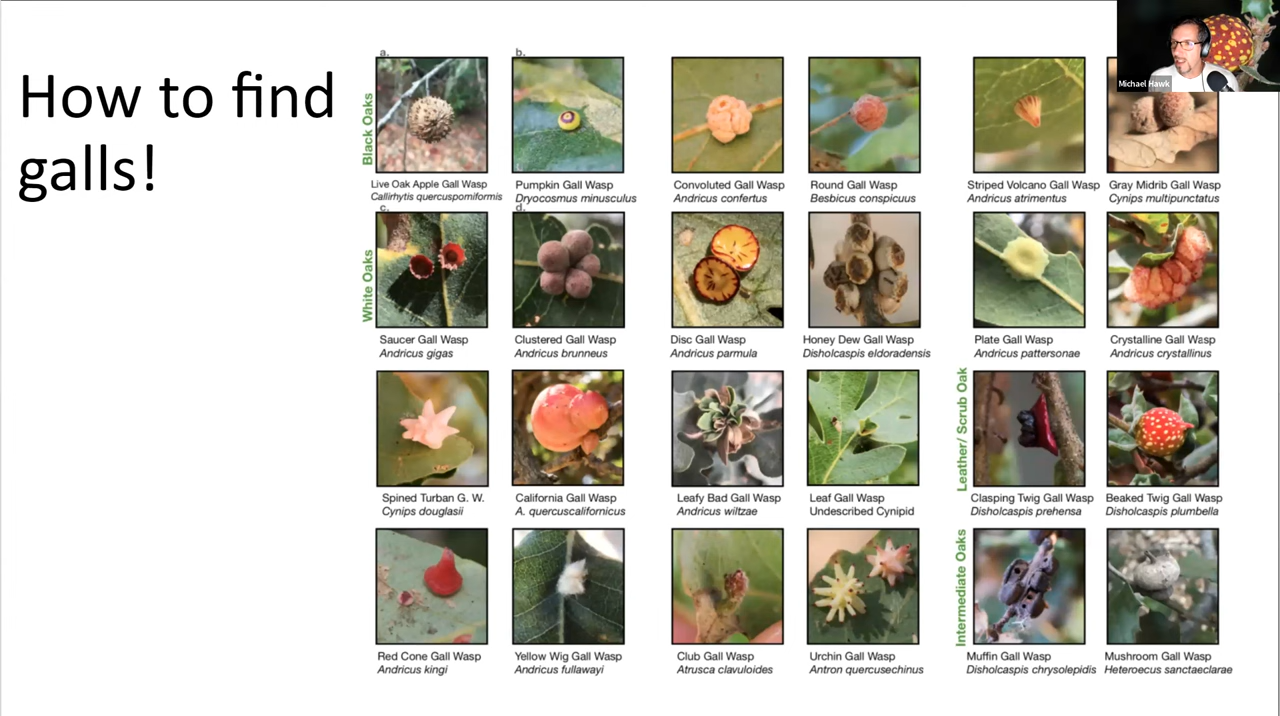 How to find
galls!
Michael Hawk
a.
b.
Black Oaks
Live Oak Apple Gall Wasp
Callirhytis quercuspomiformis
Pumpkin Gall Wasp
Dryocosmus minusculus
Convoluted Gall Wasp
Andricus confertus
Round Gall Wasp
Besbicus conspicuus
Striped Volcano Gall Wasp
Andricus atrimentus
Gray Midrib Gall Wasp
Cynips multipunctatus
c.
d.
White Oaks
Saucer Gall Wasp
Andricus gigas
Clustered Gall Wasp
Andricus brunneus
Disc Gall Wasp
Andricus parmula
Honey Dew Gall Wasp
Disholcaspis eldoradensis
Plate Gall Wasp
Andricus pattersonae
Crystalline Gall Wasp
Andricus crystallinus
Spined Turban G. W.
Cynips douglasii
California Gall Wasp
A. quercuscalifornicus
Leafy Bad Gall Wasp
Andricus wiltzae
Leaf Gall Wasp
Undescribed Cynipid
Leather/ Scrub Oak
Clasping Twig Gall Wasp
Disholcaspis prehensa
Beaked Twig Gall Wasp
Disholcaspis plumbella
Red Cone Gall Wasp
Andricus kingi
Yellow Wig Gall Wasp
Andricus fullawayi
Club Gall Wasp
Atrusca clavuloides
Urchin Gall Wasp
Antron quercusechinus
Intermediate Oaks
Muffin Gall Wasp
Disholcaspis chrysolepidis
Mushroom Gall Wasp
Heteroecus sanctaeclarae